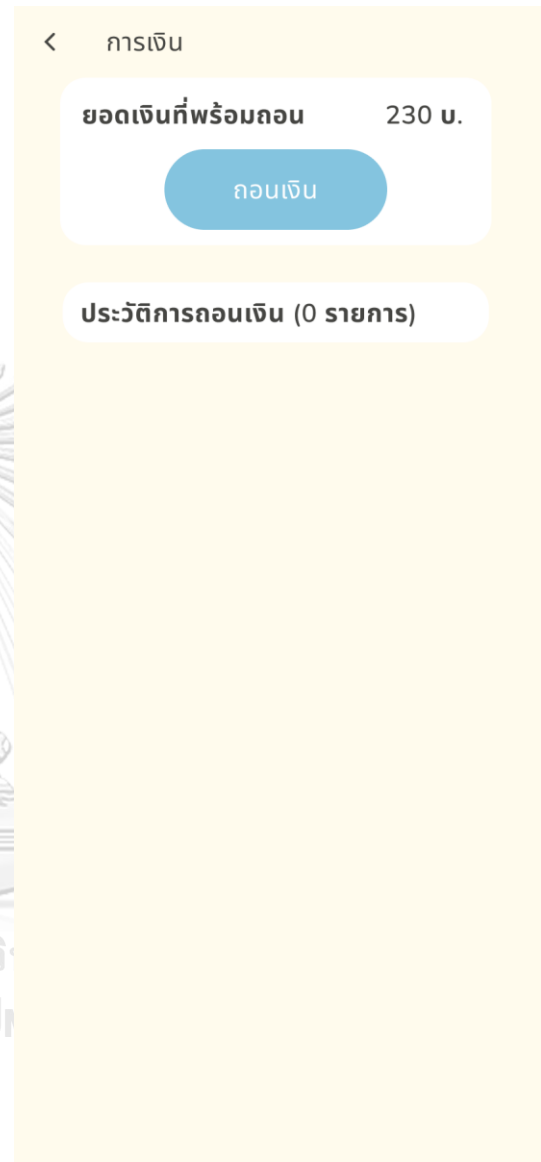 การเงิน
ยอดเงินที่พร้อมถอน 230 บ.
ถอนเงิน
ประวัติการถอนเงิน (0 รายการ)